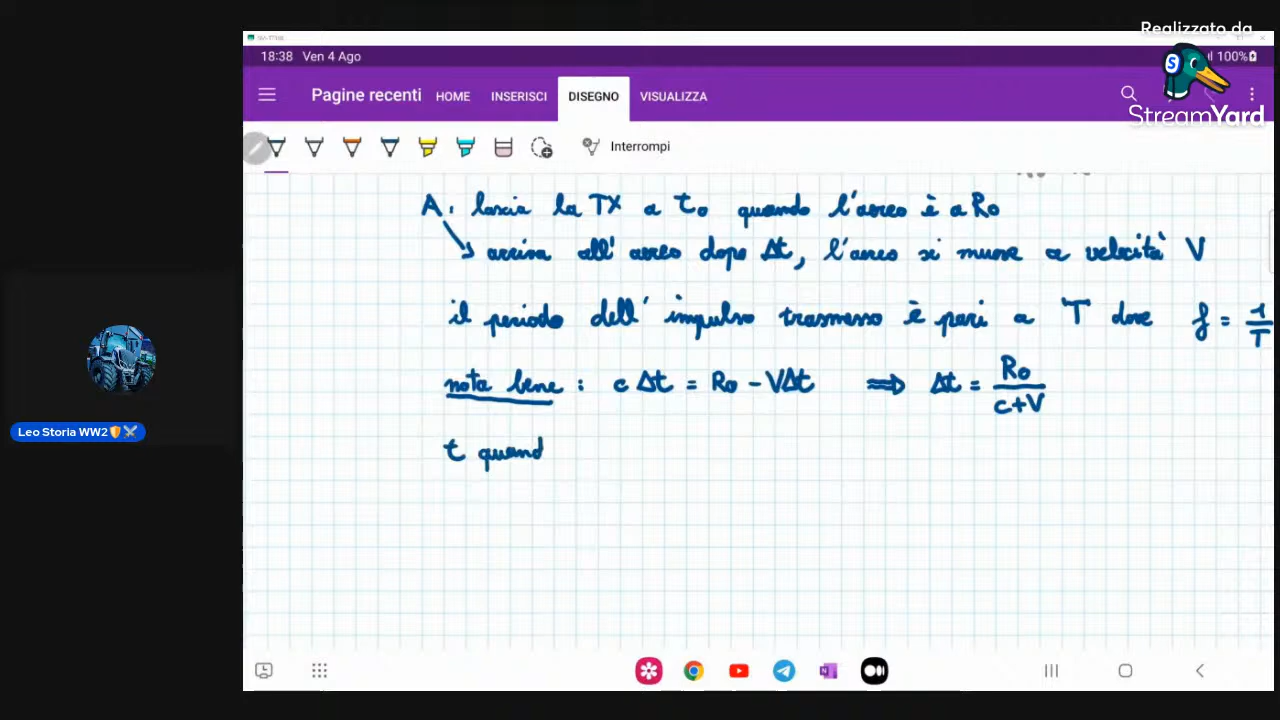 Realizzato da
StreamYard
18:38 Ven 4 Ago
100%
Pagine recenti HOME INSERISCI DISEGNO VISUALIZZA
Interrompi
A. lascia la TX a t0 quando l'aereo è a R0
arriva all'aereo dopo Δt, l'aereo si muove a velocità V
il periodo dell'impulso trasmesso è pari a T dove f = 1/T
nota bene: c Δt = R0 - VΔt ⟹ Δt = R0/(c+V)
t quand
Leo Storia WW2🛡️⚔️